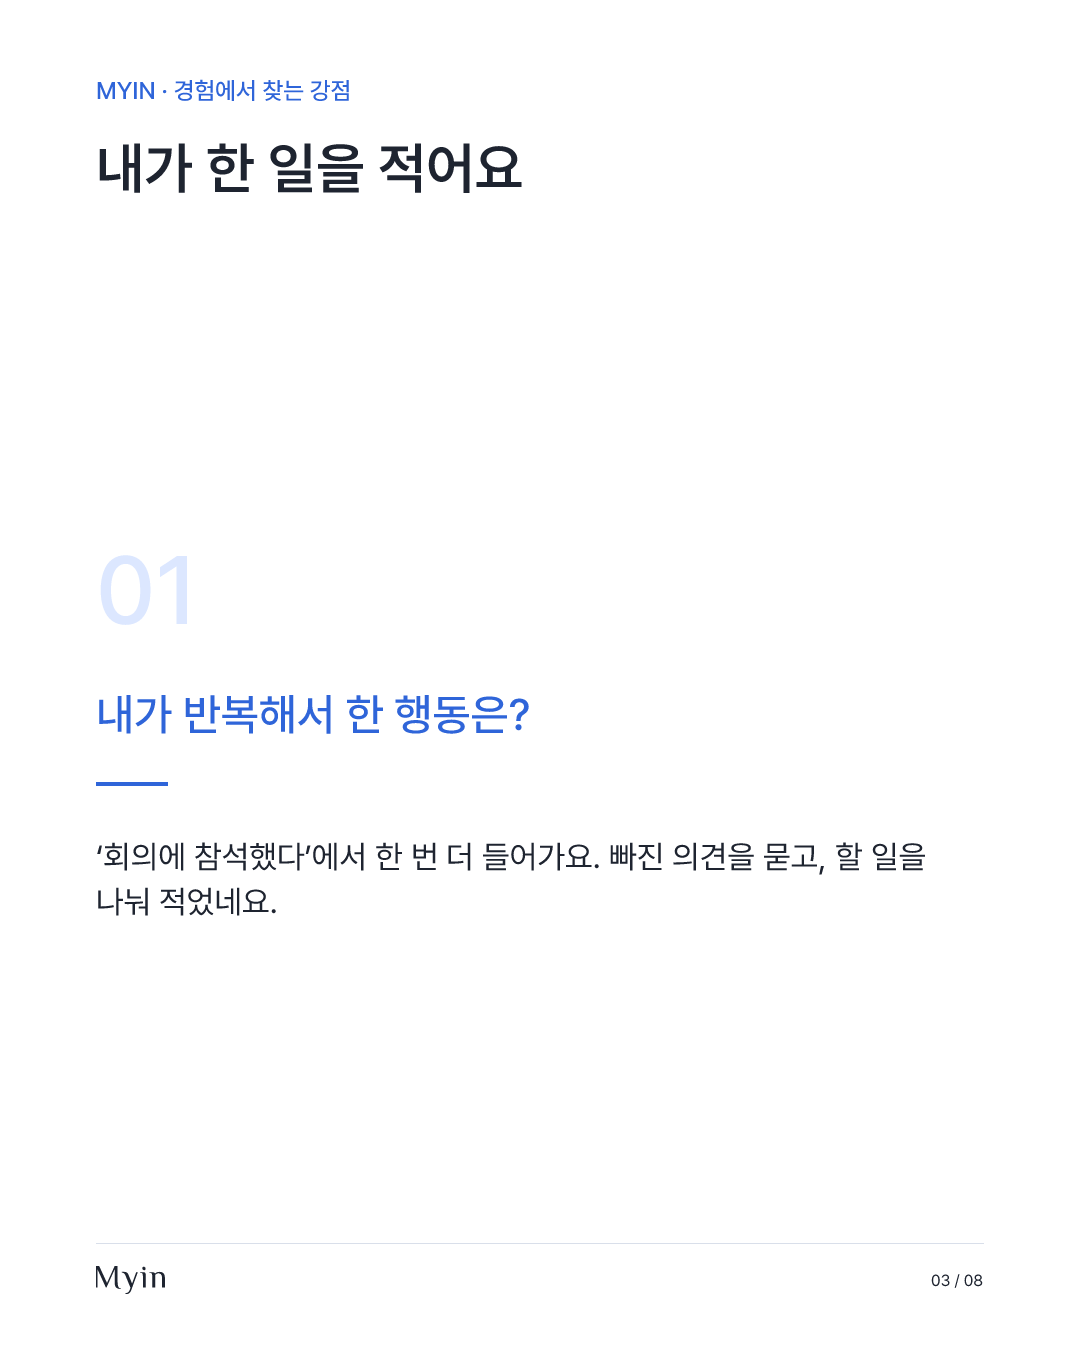 MYIN · 경험에서 찾는 강점
내가 한 일을 적어요
01
내가 반복해서 한 행동은?
‘회의에 참석했다’에서 한 번 더 들어가요. 빠진 의견을 묻고, 할 일을
나눠 적었네요.
Myin
03 / 08